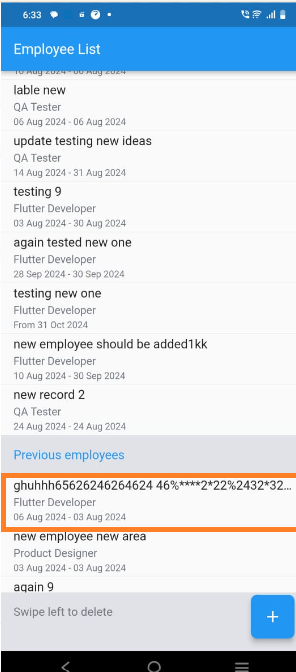 6:33
Employee List
10 Aug 2024 - 06 Aug 2024
lable new
QA Tester
06 Aug 2024 - 06 Aug 2024
update testing new ideas
QA Tester
14 Aug 2024 - 31 Aug 2024
testing 9
Flutter Developer
03 Aug 2024 - 30 Aug 2024
again tested new one
Flutter Developer
28 Sep 2024 - 30 Sep 2024
testing new one
Flutter Developer
From 31 Oct 2024
new employee should be added1kk
Flutter Developer
10 Aug 2024 - 30 Sep 2024
new record 2
QA Tester
24 Aug 2024 - 24 Aug 2024
Previous employees
ghuhhh65626246264624 46%****2*22%2432*32...
Flutter Developer
06 Aug 2024 - 03 Aug 2024
new employee new area
Product Designer
03 Aug 2024 - 03 Aug 2024
again 9
Swipe left to delete
+